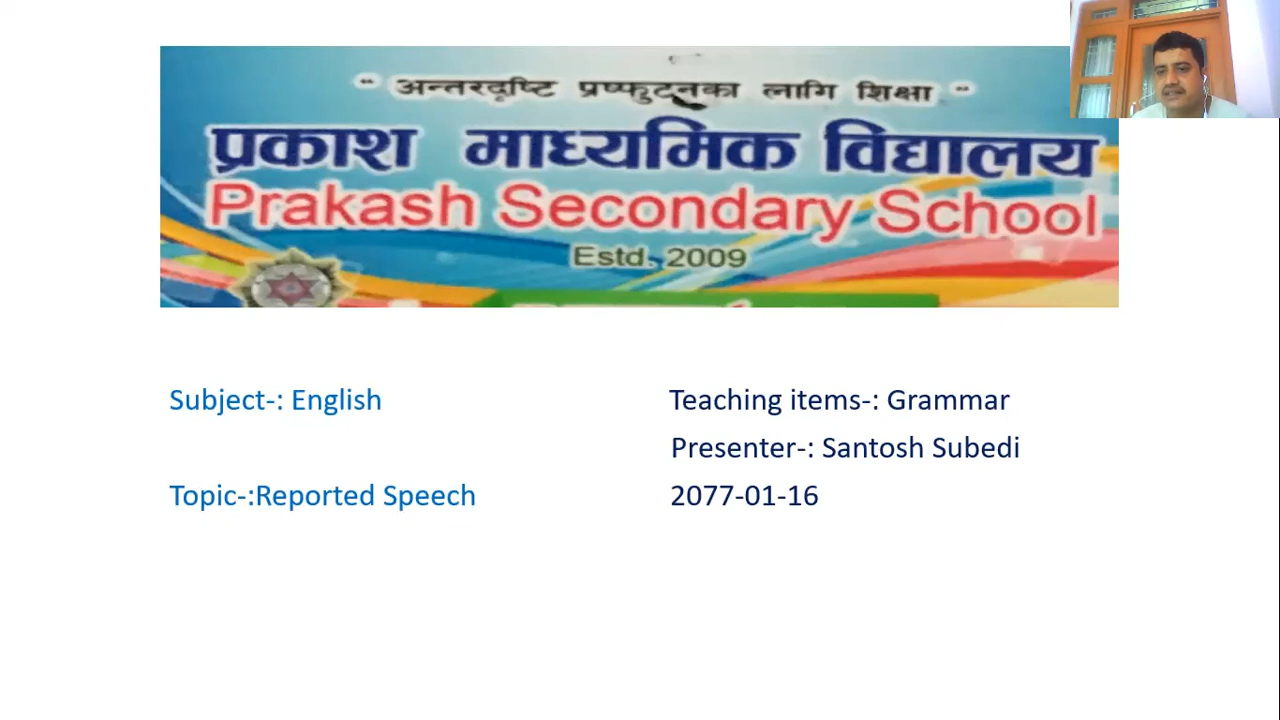 “ अन्तरदृष्टि प्रष्फुटनका लागि शिक्षा ”
प्रकाश माध्यमिक विद्यालय
Prakash Secondary School
Estd. 2009
Subject-: English
Teaching items-: Grammar
Presenter-: Santosh Subedi
Topic-:Reported Speech
2077-01-16